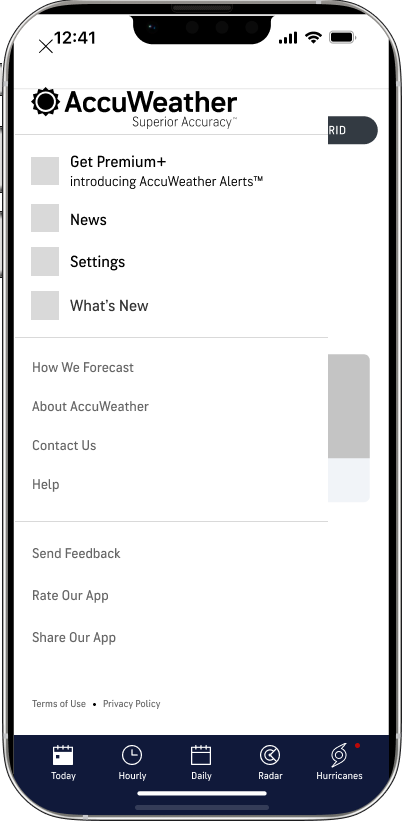 12:41
AccuWeather
Superior Accuracy™
RID
Get Premium+
introducing AccuWeather Alerts™
News
Settings
What's New
How We Forecast
About AccuWeather
Contact Us
Help
Send Feedback
Rate Our App
Share Our App
Terms of Use • Privacy Policy
Today Hourly Daily Radar Hurricanes